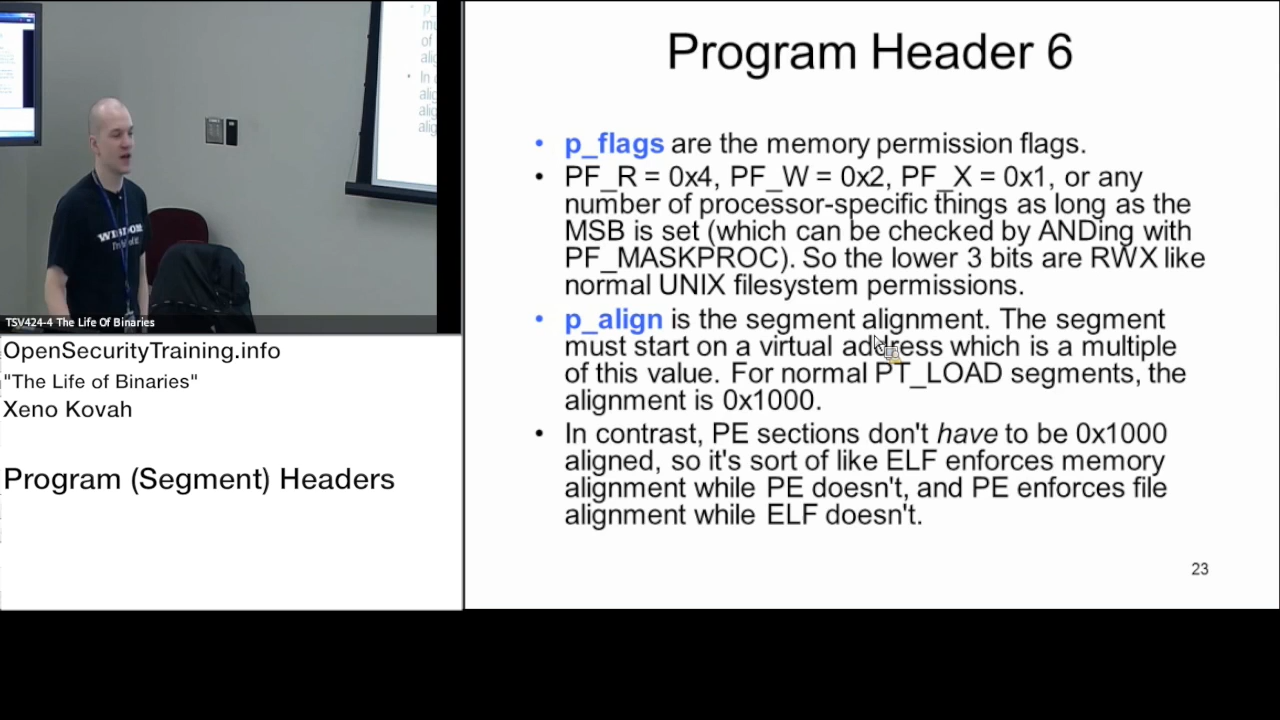 Program Header 6
• p_flags are the memory permission flags.
• PF_R = 0x4, PF_W = 0x2, PF_X = 0x1, or any
number of processor-specific things as long as the
MSB is set (which can be checked by ANDing with
PF_MASKPROC). So the lower 3 bits are RWX like
normal UNIX filesystem permissions.
• p_align is the segment alignment. The segment
must start on a virtual address which is a multiple
of this value. For normal PT_LOAD segments, the
alignment is 0x1000.
• In contrast, PE sections don't have to be 0x1000
aligned, so it's sort of like ELF enforces memory
alignment while PE doesn't, and PE enforces file
alignment while ELF doesn't.
23
TSV424-4 The Life Of Binaries
OpenSecurityTraining.info
"The Life of Binaries"
Xeno Kovah
Program (Segment) Headers